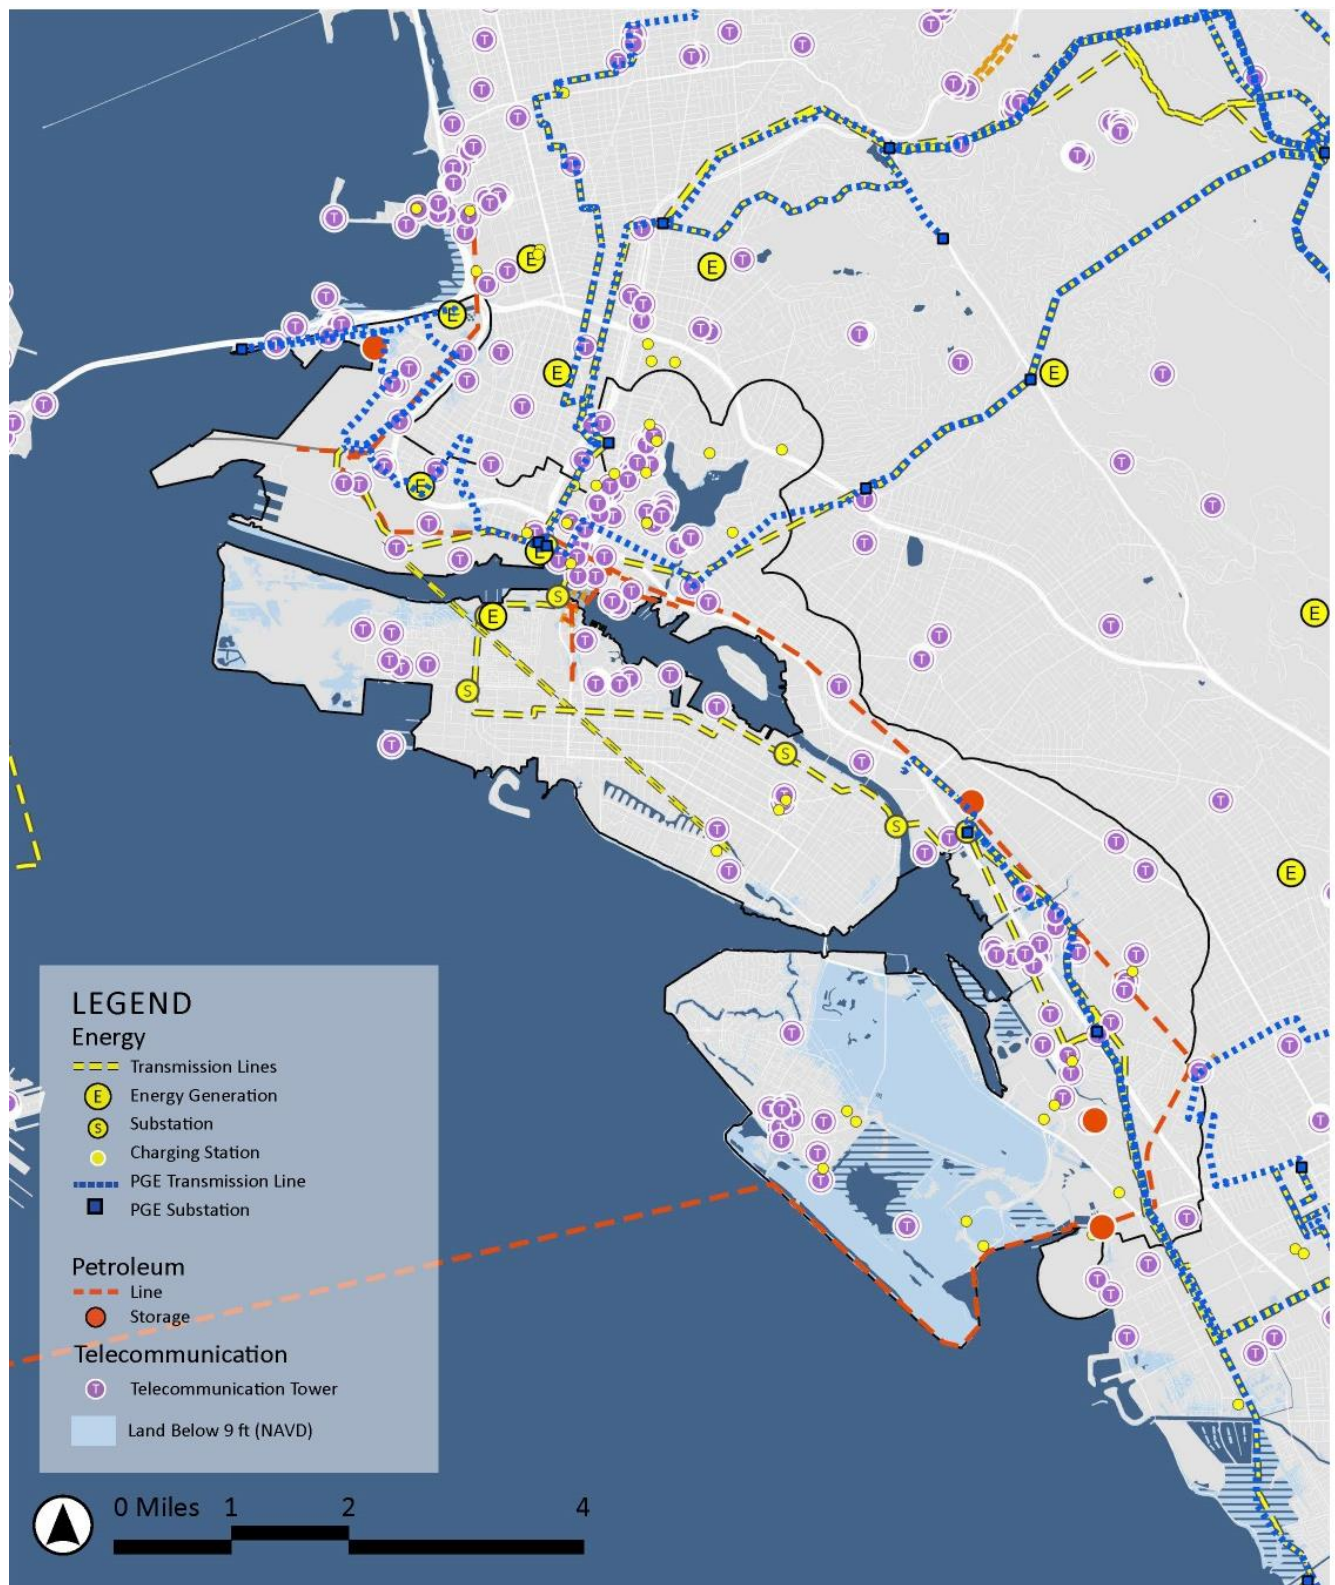 LEGEND
Energy
Transmission Lines
E Energy Generation
S Substation
Charging Station
PGE Transmission Line
PGE Substation
Petroleum
Line
Storage
Telecommunication
T Telecommunication Tower
Land Below 9 ft (NAVD)
0 Miles 1 2 4